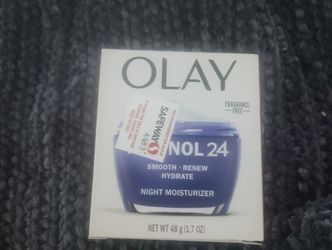 OLAY
FRAGRANCE
FREE
SAFEWAY
NOL 24
SMOOTH · RENEW
HYDRATE
NIGHT MOISTURIZER
NET WT 48 g (1.7 OZ)